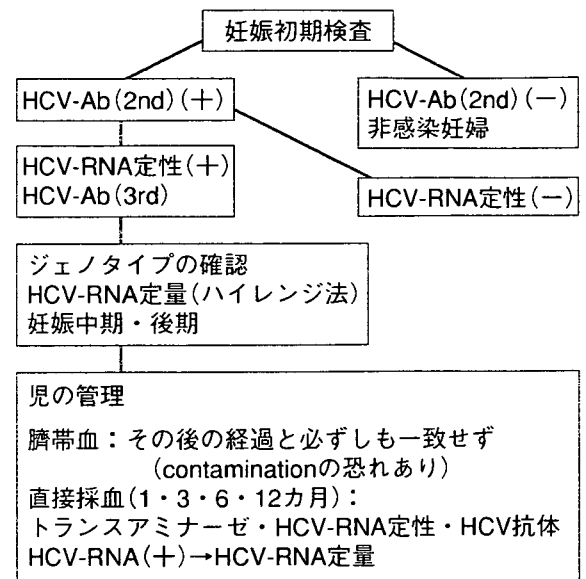 妊娠初期検査
HCV-Ab(2nd)(+)
HCV-Ab(2nd)(−)
非感染妊婦
HCV-RNA定性(+)
HCV-Ab(3rd)
HCV-RNA定性(−)
ジェノタイプの確認
HCV-RNA定量(ハイレンジ法)
妊娠中期・後期
児の管理
臍帯血：その後の経過と必ずしも一致せず
(contaminationの恐れあり)
直接採血(1・3・6・12カ月)：
トランスアミナーゼ・HCV-RNA定性・HCV抗体
HCV-RNA(+)→HCV-RNA定量